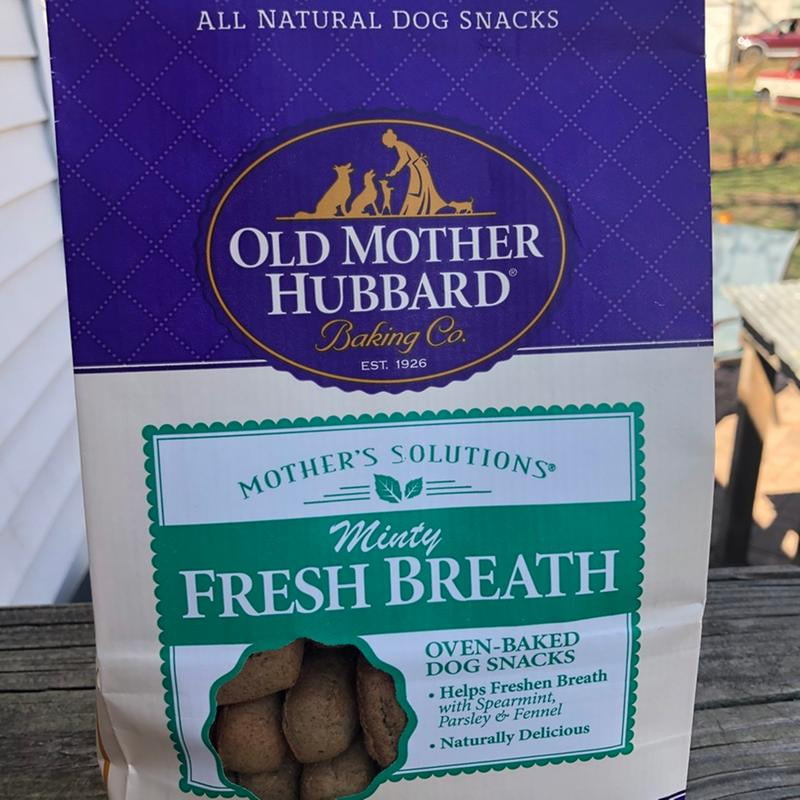 ALL NATURAL DOG SNACKS
OLD MOTHER
HUBBARD®
Baking Co.
EST. 1926
MOTHER'S SOLUTIONS®
Minty
FRESH BREATH
OVEN-BAKED
DOG SNACKS
• Helps Freshen Breath
with Spearmint,
Parsley & Fennel
• Naturally Delicious